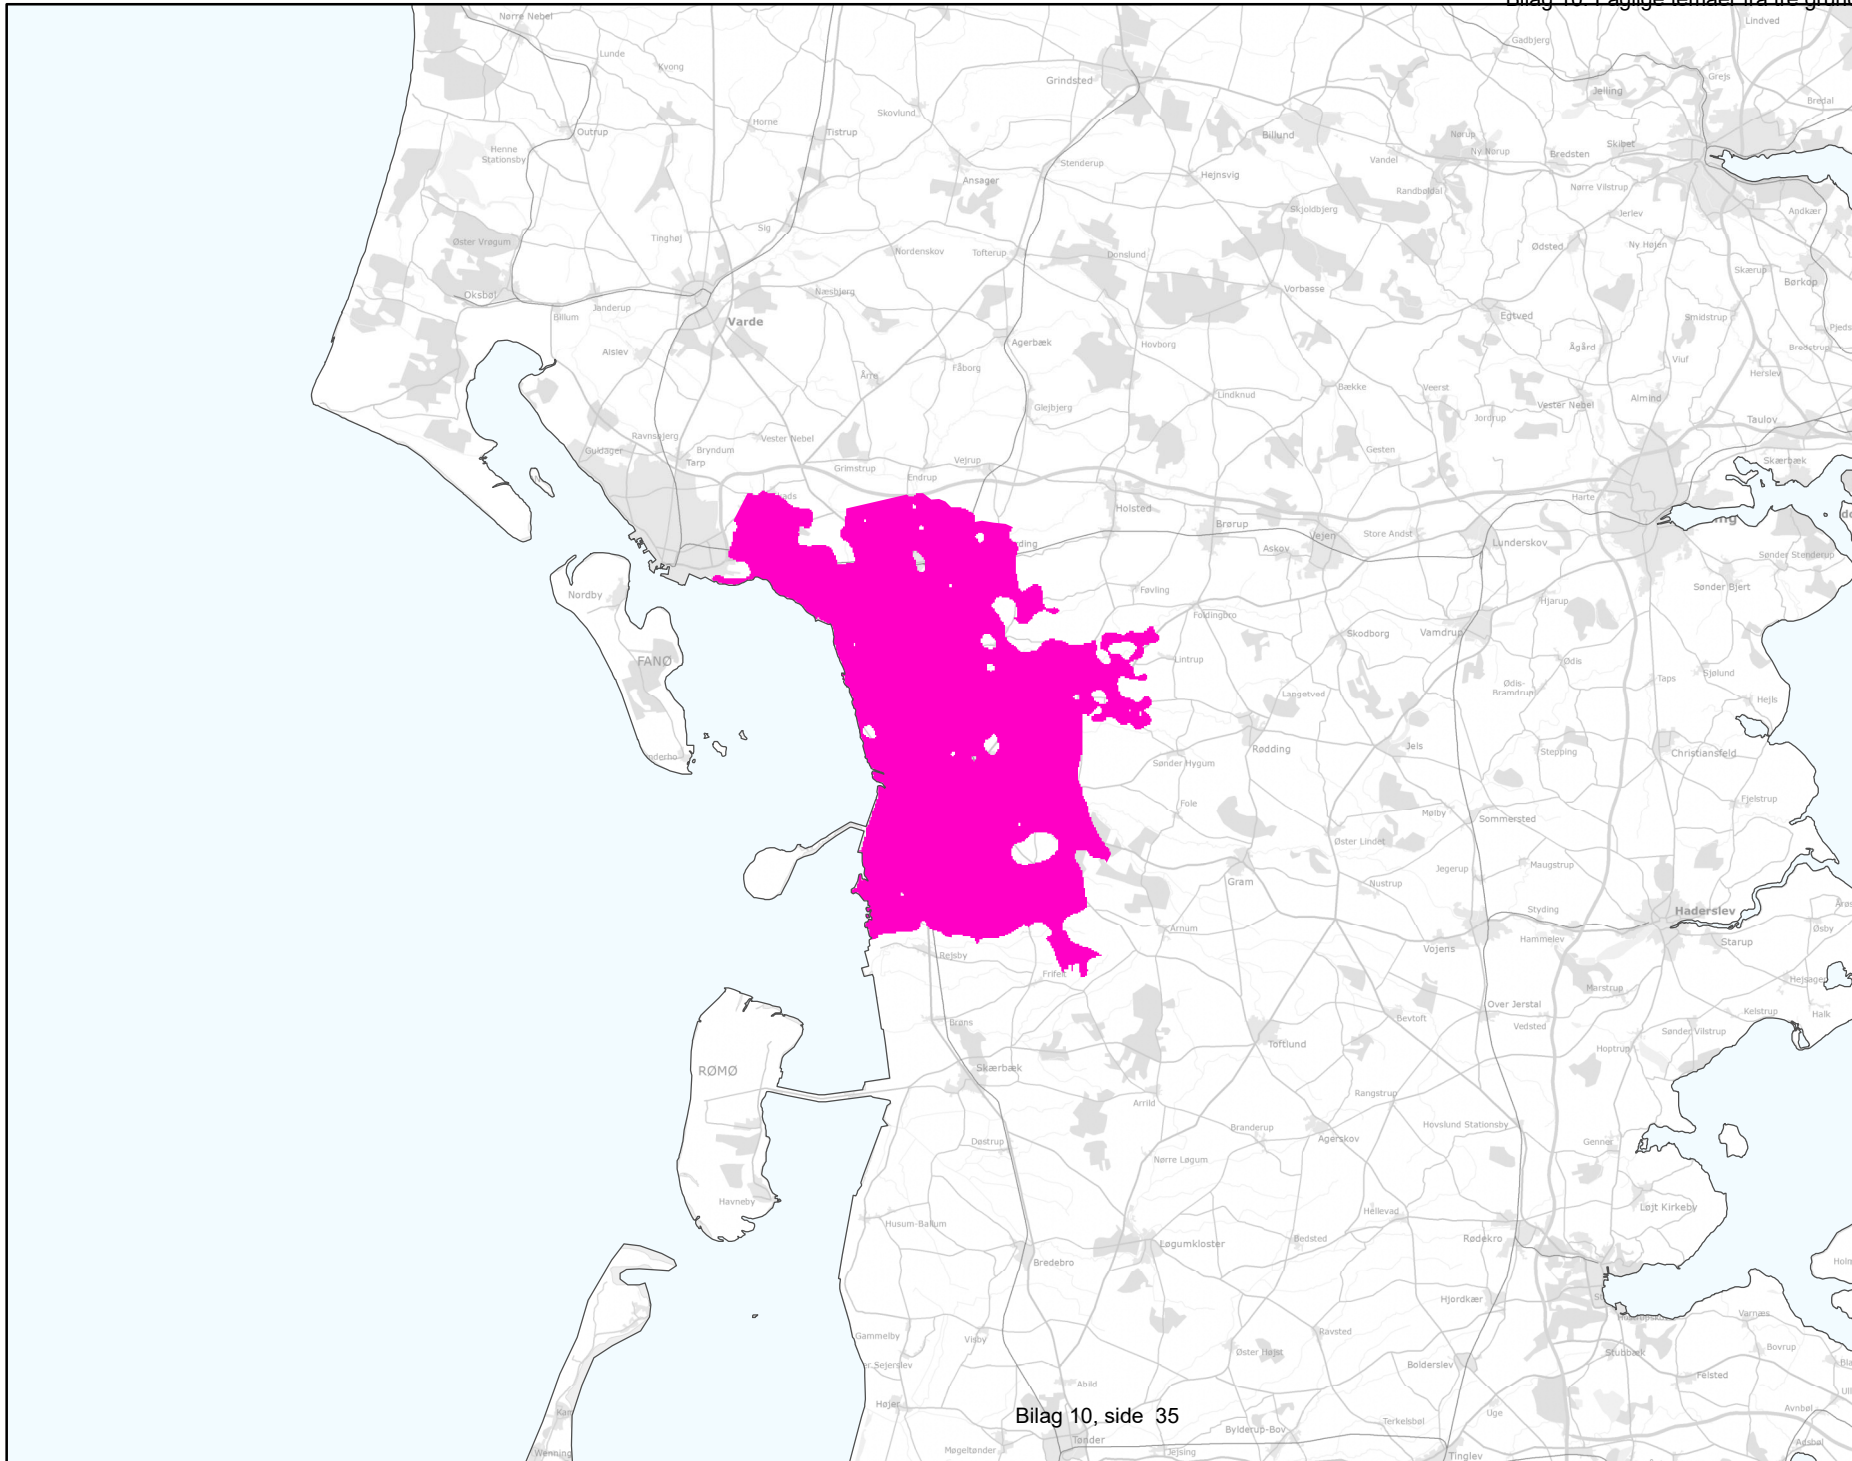 Nørre Nebel
Lindved
Gadbjerg
Lunde
Kvong
Grindsted
Grejs
Jelling
Bredal
Skovlund
Horne
Tistrup
Outrup
Billund
Nørup
Ny Nørup
Skibet
Henne
Stationsby
Stenderup
Vandel
Bredsten
Ansager
Hejnsvig
Randbøldal
Nørre Vilstrup
Skjoldbjerg
Jerlev
Andkær
Sig
Tinghøj
Øster Vrøgum
Nordenskov
Tofterup
Donslund
Ødsted
Ny Højen
Skærup
Oksbøl
Janderup
Næsbjerg
Vorbasse
Børkop
Billum
Varde
Egtved
Smidstrup
Alslev
Agerbæk
Hovborg
Ågård
Viuf
Bredstrup
Årre
Fåborg
Herslev
Bække
Veerst
Lindknud
Glejbjerg
Vester Nebel
Almind
Jordrup
Taulov
Ravnsbjerg
Vester Nebel
Guldager
Bryndum
Tarp
Gesten
Grimstrup
Vejrup
Skærbæk
Endrup
Harte
Holsted
Brørup
Vejen
Store Andst
Lunderskov
Askov
Sønder Stenderup
Nordby
Føvling
Sønder Bjert
Hjarup
Foldingbro
Skodborg
Vamdrup
FANØ
Lintrup
Ødis
Taps
Sjølund
Langetved
Ødis-
Bramdrup
Hejls
Rødding
Jels
Stepping
Christiansfeld
Sønder Hygum
Fole
Fjelstrup
Mølby
Sommersted
Øster Lindet
Jegerup
Maugstrup
Gram
Nustrup
Styding
Haderslev
Arnum
Vojens
Hammelev
Starup
Øsby
Rejsby
Frifelt
Hejsager
Marstrup
Over Jerstal
Kelstrup
Halk
Brøns
Bevtoft
Vedsted
Sønder Vilstrup
Toftlund
Hoptrup
RØMØ
Skærbæk
Arrild
Rangstrup
Branderup
Agerskov
Hovslund Stationsby
Genner
Døstrup
Nørre Løgum
Havneby
Husum-Ballum
Hellevad
Løjt Kirkeby
Løgumkloster
Bedsted
Rødekro
Bredebro
Hjordkær
Varnæs
Gammelby
Visby
Ravsted
Øster Højst
Bolderslev
Stubbæk
Bovrup
Felsted
Abild
Højer
Bilag 10, side 35
Uge
Avnbøl
Terkelsbøl
Bylderup-Bov
Tønder
Møgeltønder
Jejsing
Tinglev
Adsbøl